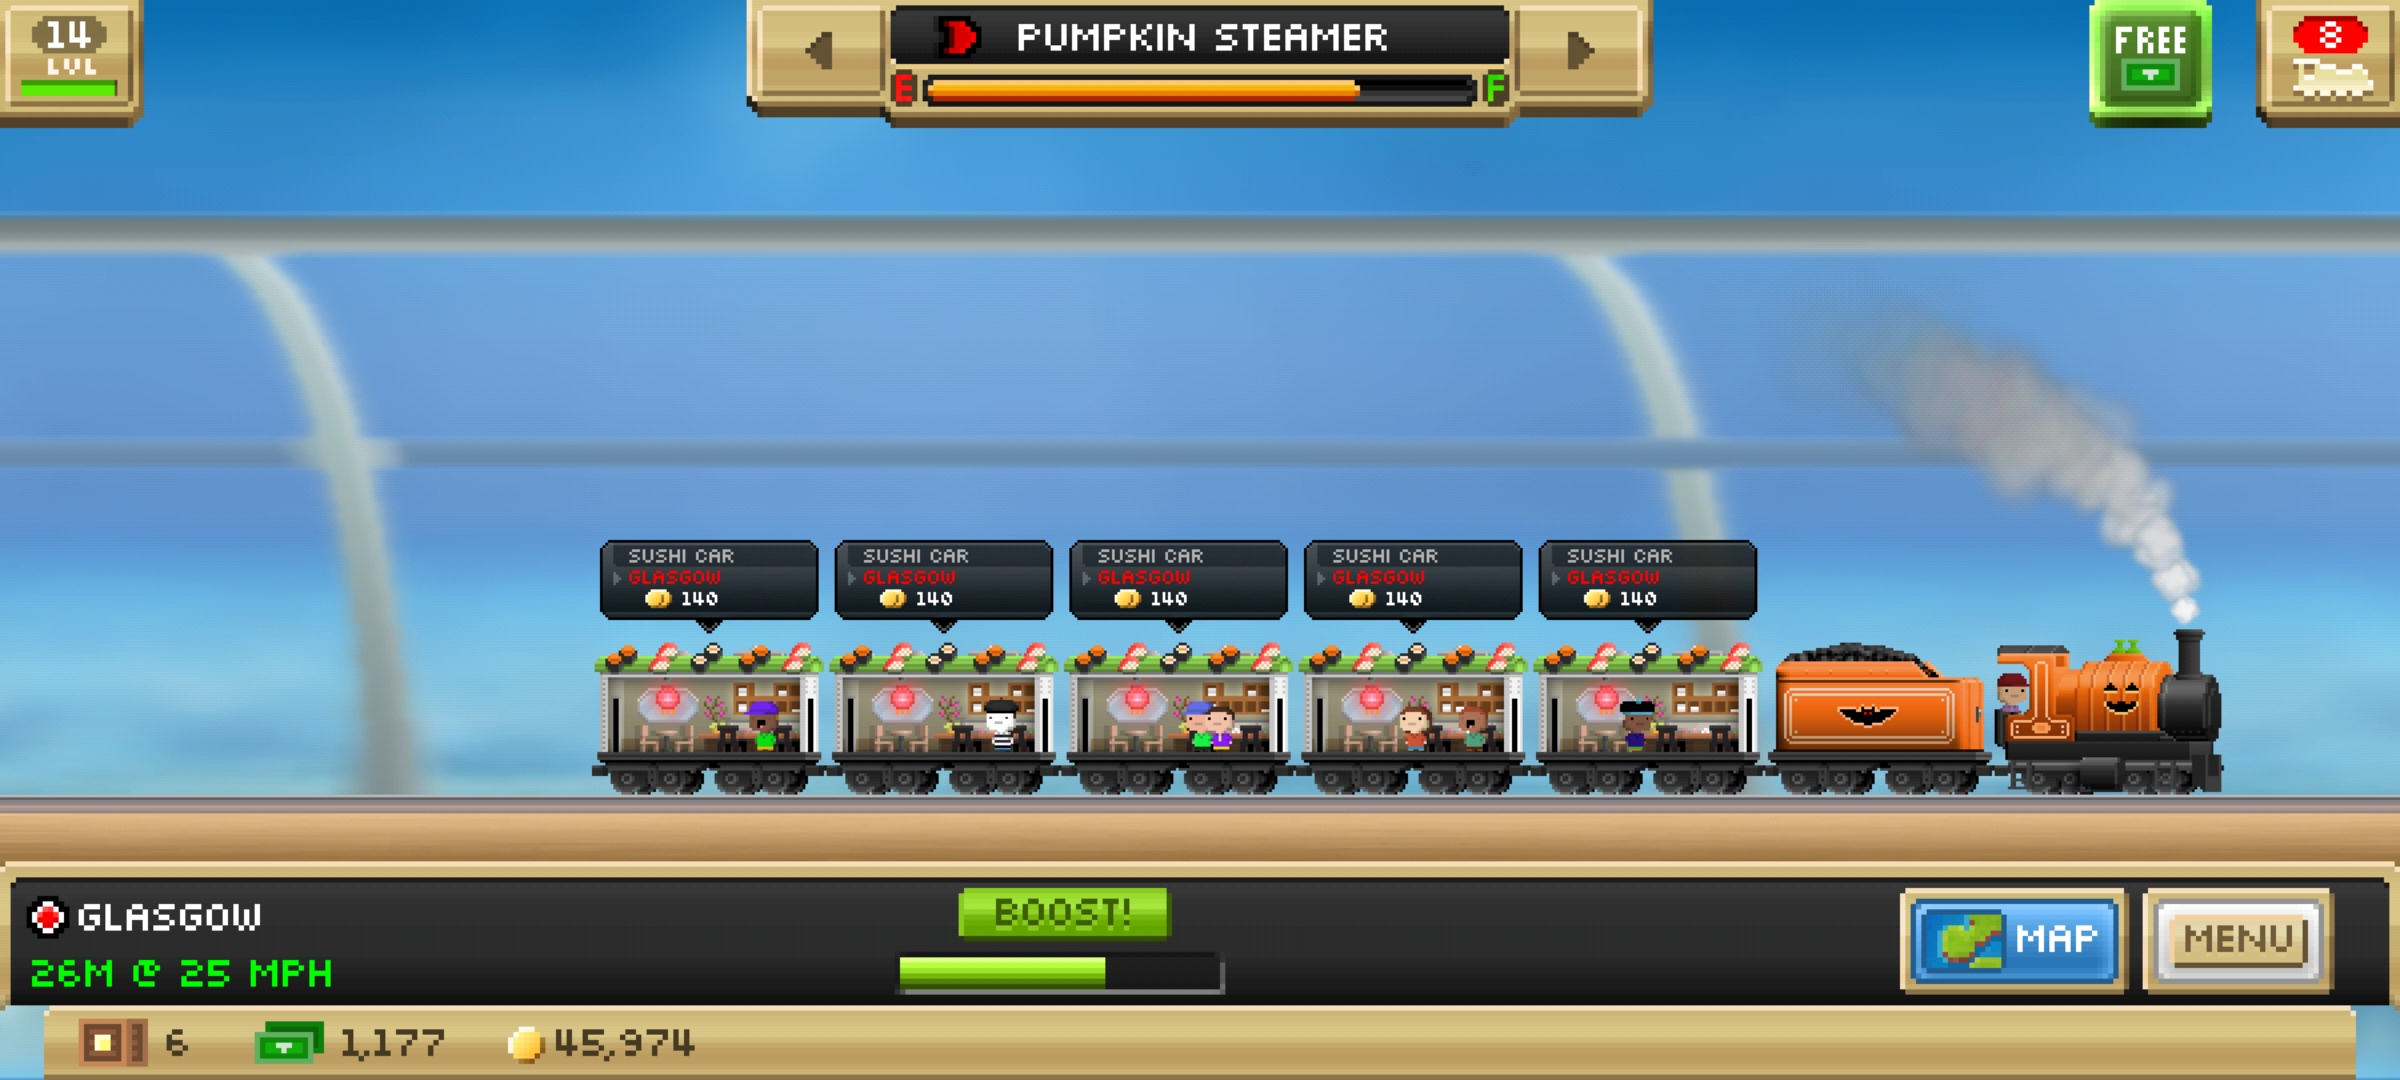 14
LVL
PUMPKIN STEAMER
E
F
FREE
8
SUSHI CAR
GLASGOW
140
SUSHI CAR
GLASGOW
140
SUSHI CAR
GLASGOW
140
SUSHI CAR
GLASGOW
140
SUSHI CAR
GLASGOW
140
GLASGOW
26M @ 25 MPH
BOOST!
MAP
MENU
6
1,177
45,974